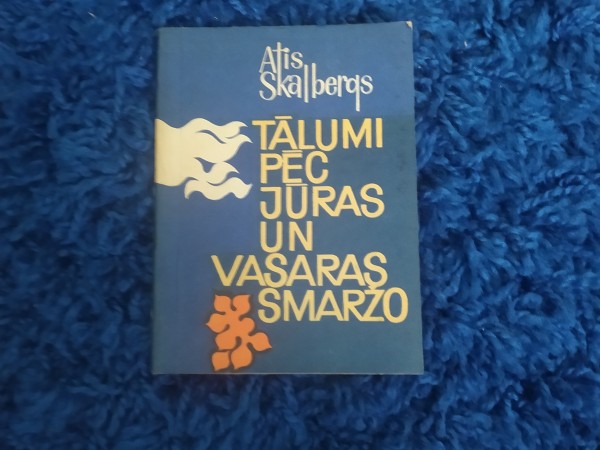 Atis
Skalbergs
TĀLUMI
PĒC
JŪRAS
UN
VASARAS
SMARŽO